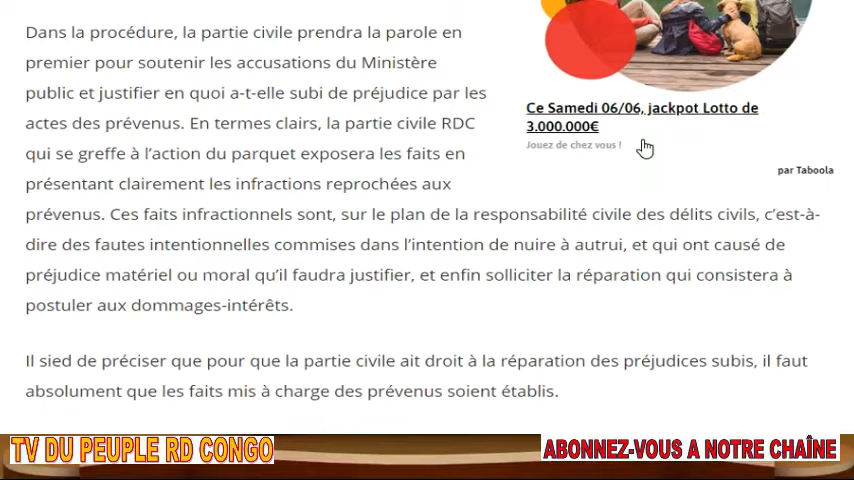 Dans la procédure, la partie civile prendra la parole en
premier pour soutenir les accusations du Ministère
public et justifier en quoi a-t-elle subi de préjudice par les
actes des prévenus. En termes clairs, la partie civile RDC
qui se greffe à l’action du parquet exposera les faits en
présentant clairement les infractions reprochées aux
prévenus. Ces faits infractionnels sont, sur le plan de la responsabilité civile des délits civils, c’est-à-
dire des fautes intentionnelles commises dans l’intention de nuire à autrui, et qui ont causé de
préjudice matériel ou moral qu’il faudra justifier, et enfin solliciter la réparation qui consistera à
postuler aux dommages-intérêts.
Il sied de préciser que pour que la partie civile ait droit à la réparation des préjudices subis, il faut
absolument que les faits mis à charge des prévenus soient établis.
Ce Samedi 06/06, jackpot Lotto de
3.000.000€
Jouez de chez vous !
par Taboola
TV DU PEUPLE RD CONGO
ABONNEZ-VOUS A NOTRE CHAÎNE